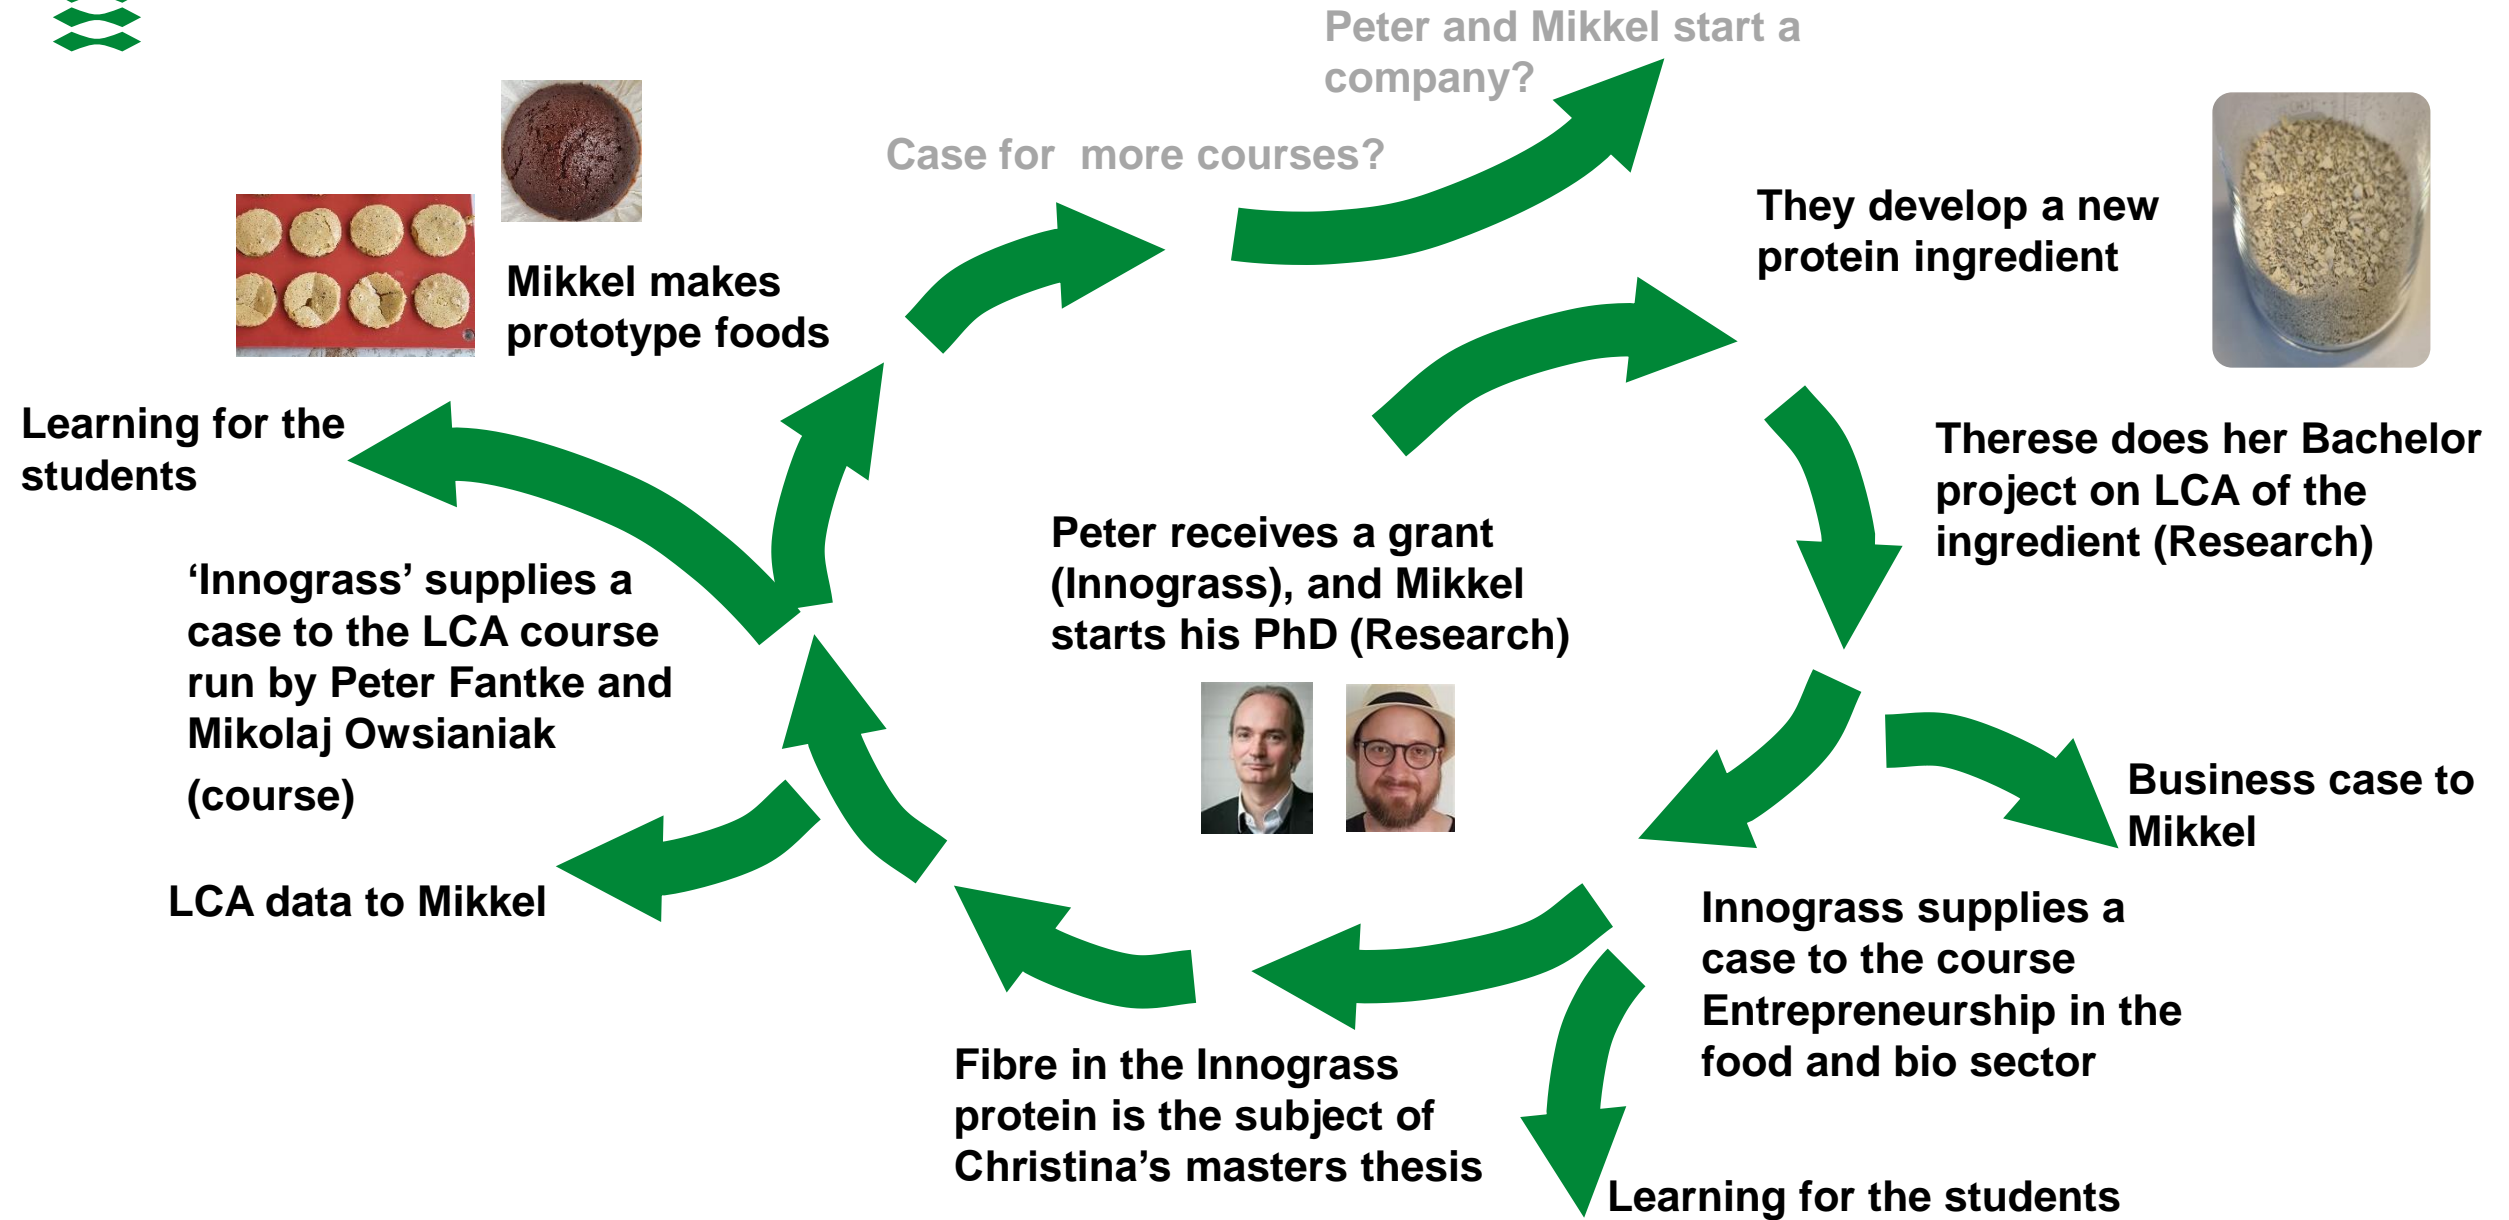 Peter and Mikkel start a
company?
Case for  more courses?
They develop a new
protein ingredient
Mikkel makes
prototype foods
Learning for the
students
Therese does her Bachelor
project on LCA of the
ingredient (Research)
Peter receives a grant
(Innograss), and Mikkel
starts his PhD (Research)
‘Innograss’ supplies a
case to the LCA course
run by Peter Fantke and
Mikolaj Owsianiak
(course)
Business case to
Mikkel
LCA data to Mikkel
Innograss supplies a
case to the course
Entrepreneurship in the
food and bio sector
Fibre in the Innograss
protein is the subject of
Christina’s masters thesis
Learning for the students